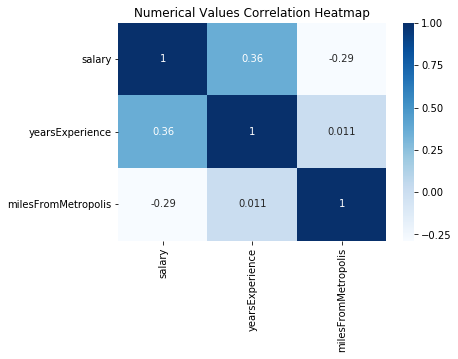 Numerical Values Correlation Heatmap
salary
1
0.36
-0.29
yearsExperience
0.36
1
0.011
milesFromMetropolis
-0.29
0.011
1
salary
yearsExperience
milesFromMetropolis
1.00
0.75
0.50
0.25
0.00
-0.25